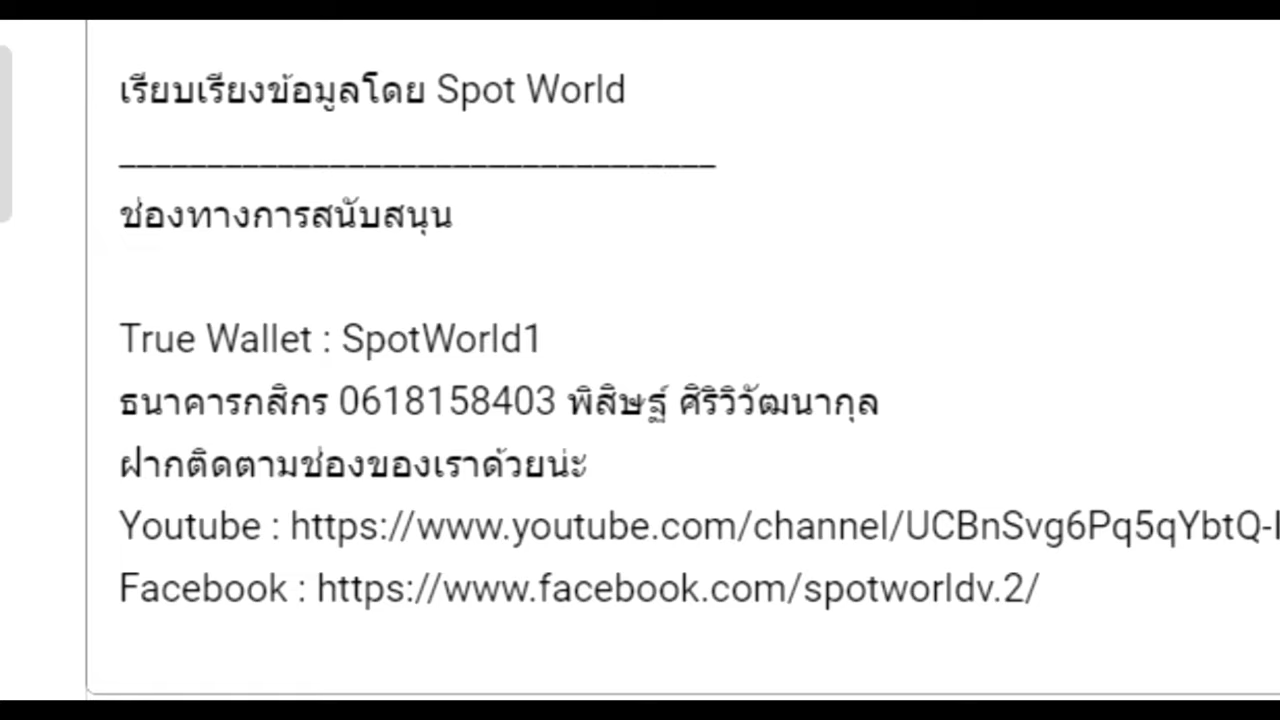 เรียบเรียงข้อมูลโดย Spot World
__________________________________
ช่องทางการสนับสนุน
True Wallet : SpotWorld1
ธนาคารกสิกร 0618158403 พิสิษฐ์ ศิริวิวัฒนากุล
ฝากติดตามช่องของเราด้วยน่ะ
Youtube : https://www.youtube.com/channel/UCBnSvg6Pq5qYbtQ-
Facebook : https://www.facebook.com/spotworldv.2/